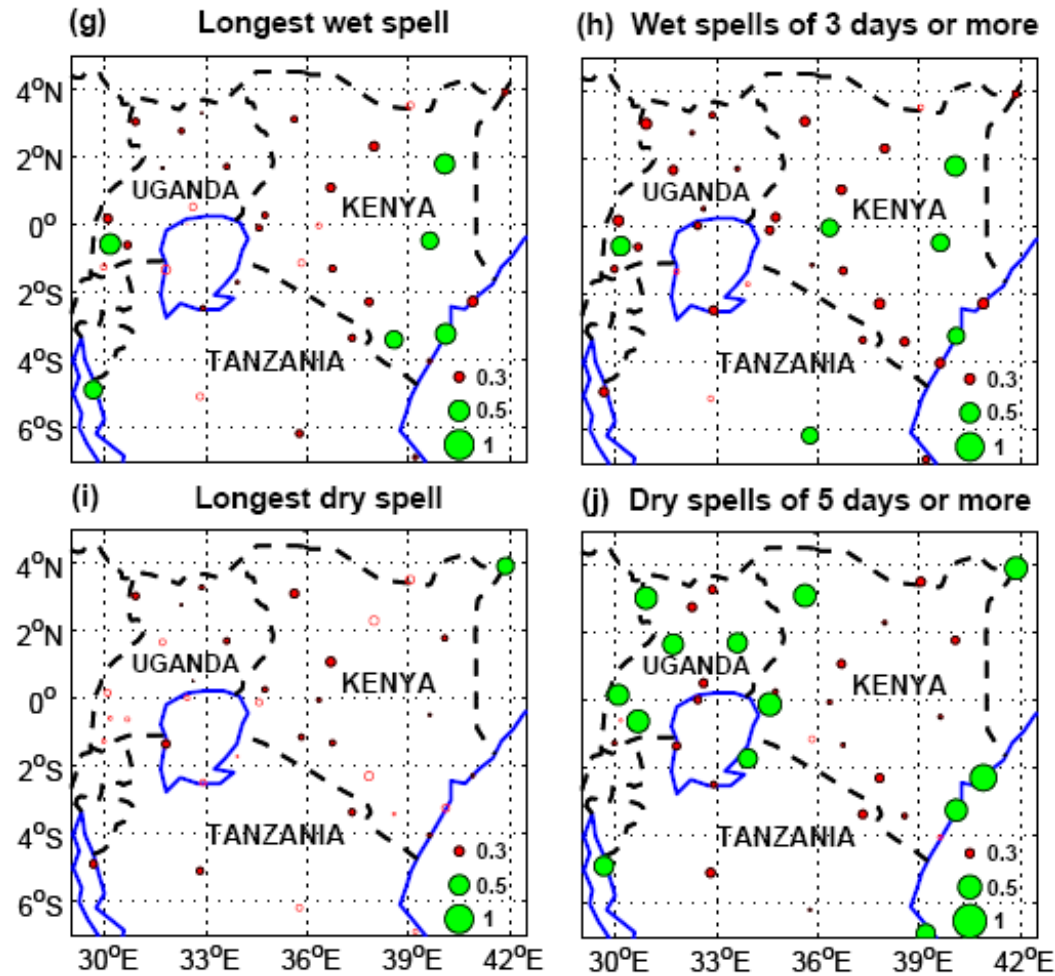 (g) Longest wet spell
(h) Wet spells of 3 days or more
4°N
2°N
0°
2°S
4°S
6°S
UGANDA
KENYA
TANZANIA
0.3
0.5
1
UGANDA
KENYA
TANZANIA
0.3
0.5
1
(i) Longest dry spell
(j) Dry spells of 5 days or more
4°N
2°N
0°
2°S
4°S
6°S
UGANDA
KENYA
TANZANIA
0.3
0.5
1
30°E 33°E 36°E 39°E 42°E
UGANDA
KENYA
TANZANIA
0.3
0.5
1
30°E 33°E 36°E 39°E 42°E